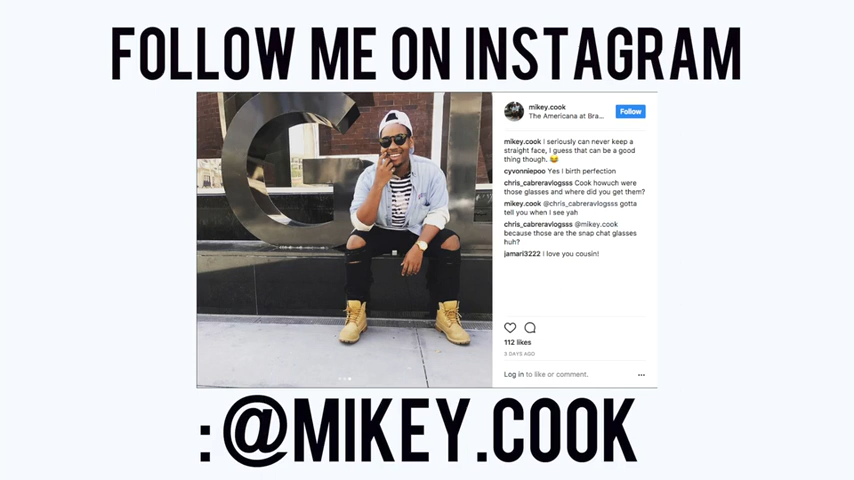 FOLLOW ME ON INSTAGRAM
mikey.cook
The Americana at Bra...
Follow
mikey.cook I seriously can never keep a
straight face, I guess that can be a good
thing though. 😂
cyvonniepoo Yes I birth perfection
chris_cabreravlogsss Cook howuch were
those glasses and where did you get them?
mikey.cook @chris_cabreravlogsss gotta
tell you when I see yah
chris_cabreravlogsss @mikey.cook
because those are the snap chat glasses
huh?
jamari3222 I love you cousin!
112 likes
3 DAYS AGO
Log in to like or comment.
: @MIKEY.COOK